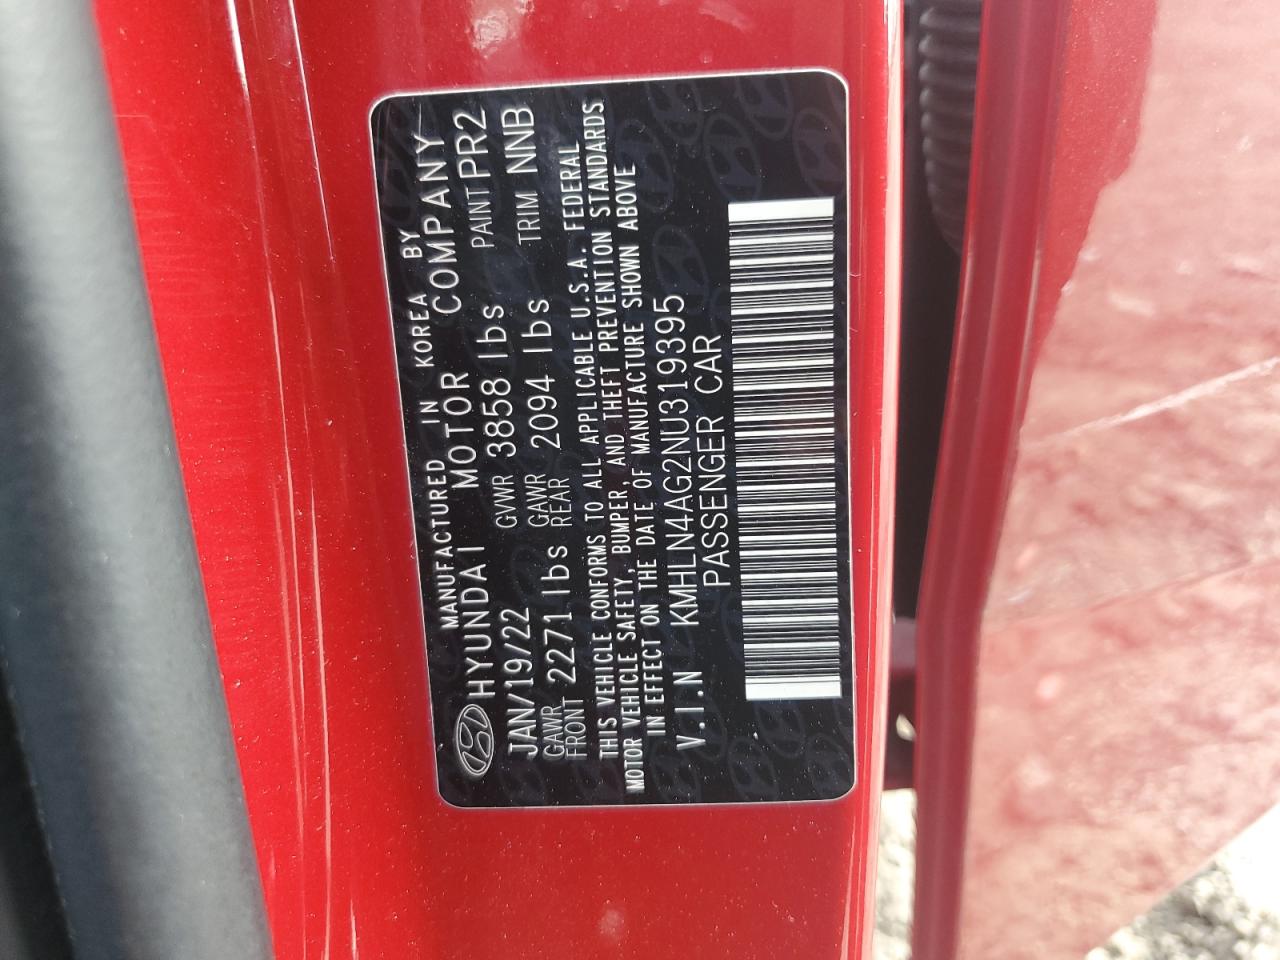 MANUFACTURED IN KOREA BY
HYUNDAI MOTOR COMPANY
JAN/19/22 GVWR 3858 lbs PAINT PR2
GAWR FRONT 2271 lbs GAWR REAR 2094 lbs TRIM NNB
THIS VEHICLE CONFORMS TO ALL APPLICABLE U.S.A. FEDERAL
MOTOR VEHICLE SAFETY, BUMPER, AND THEFT PREVENTION STANDARDS
IN EFFECT ON THE DATE OF MANUFACTURE SHOWN ABOVE
V.I.N KMHLN4AG2NU319395
PASSENGER CAR